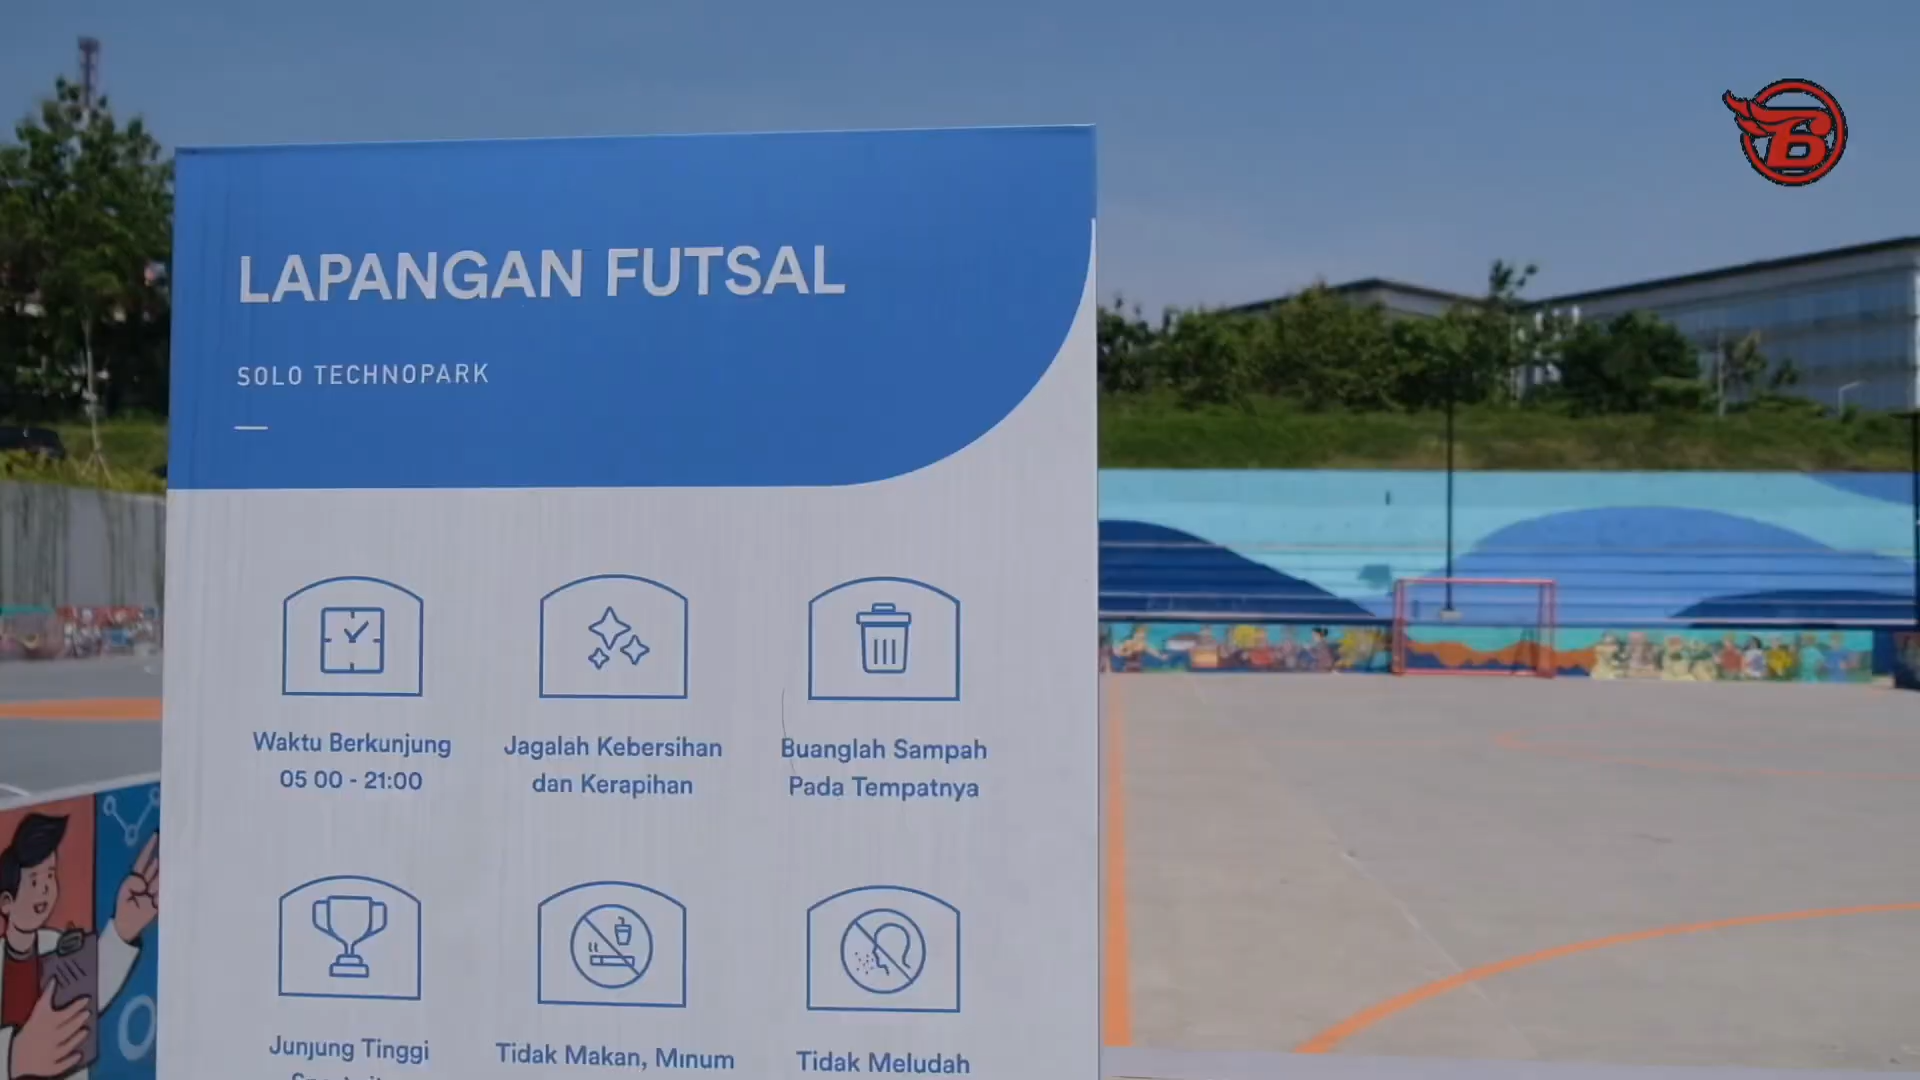 LAPANGAN FUTSAL
SOLO TECHNOPARK
Waktu Berkunjung
05 00 - 21:00
Jagalah Kebersihan
dan Kerapihan
Buanglah Sampah
Pada Tempatnya
Junjung Tinggi
Tidak Makan, Minum
Tidak Meludah